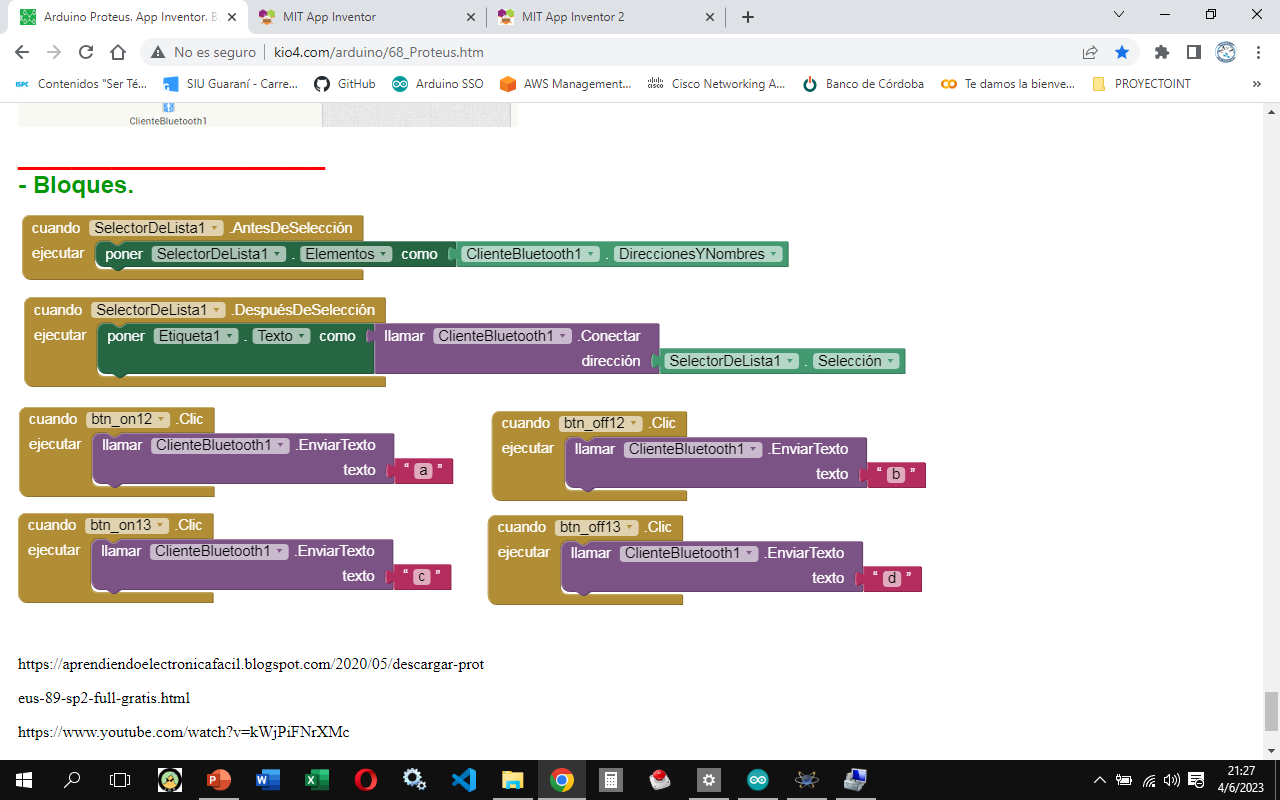 Arduino Proteus. App Inventor. B
MIT App Inventor
MIT App Inventor 2
No es seguro
kio4.com/arduino/68_Proteus.htm
Contenidos "Ser Té...
SIU Guaraní - Carre...
GitHub
Arduino SSO
AWS Management...
Cisco Networking A...
Banco de Córdoba
Te damos la bienve...
PROYECTOINT
»
ClienteBluetooth1
- Bloques.
cuando SelectorDeLista1 .AntesDeSelección
ejecutar poner SelectorDeLista1 . Elementos como ClienteBluetooth1 . DireccionesYNombres
cuando SelectorDeLista1 .DespuésDeSelección
ejecutar poner Etiqueta1 . Texto como llamar ClienteBluetooth1 .Conectar
dirección SelectorDeLista1 . Selección
cuando btn_on12 .Clic
ejecutar llamar ClienteBluetooth1 .EnviarTexto
texto “ a ”
cuando btn_off12 .Clic
ejecutar llamar ClienteBluetooth1 .EnviarTexto
texto “ b ”
cuando btn_on13 .Clic
ejecutar llamar ClienteBluetooth1 .EnviarTexto
texto “ c ”
cuando btn_off13 .Clic
ejecutar llamar ClienteBluetooth1 .EnviarTexto
texto “ d ”
https://aprendiendoelectronicafacil.blogspot.com/2020/05/descargar-prot
eus-89-sp2-full-gratis.html
https://www.youtube.com/watch?v=kWjPiFNrXMc
21:27
4/6/2023